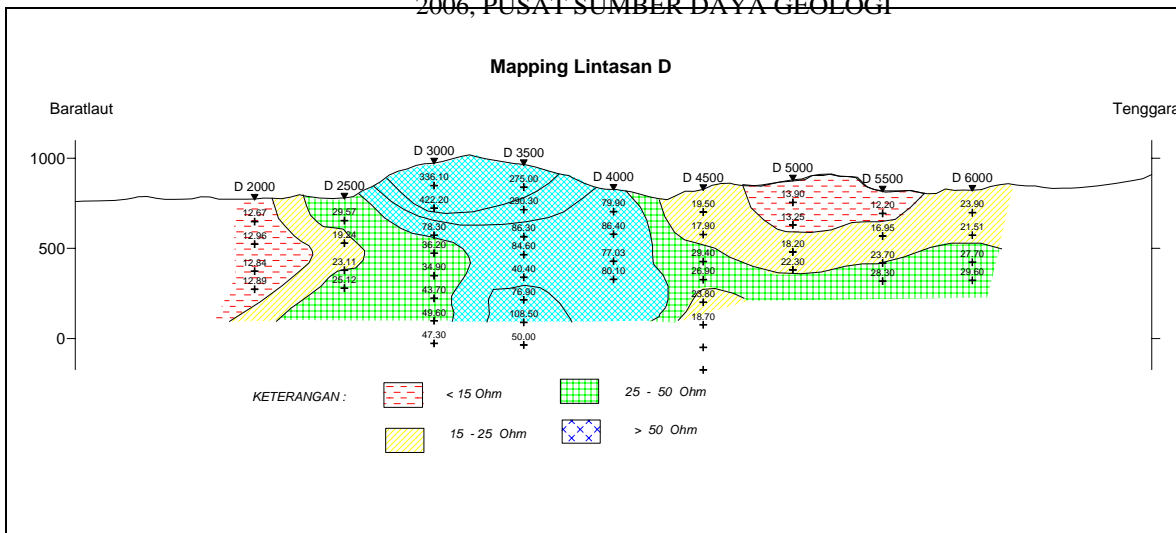 2006, PUSAT SUMBER DAYA GEOLOGI
Mapping Lintasan D
Baratlaut Tenggara
D 3000 D 3500
1000
D 2000 D 2500 D 4000 D 4500 D 5000 D 5500 D 6000
336.10 275.00
422.20 290.30 79.90 13.90
12.67 29.57 19.50 12.20 23.90
78.30 86.30 86.40 17.90 13.25 16.95 21.51
12.96 19.24
500
36.20 84.60 77.03 29.40 18.20
12.84 23.11 34.90 40.40 80.10 26.90 22.30 23.70 27.70
12.89 25.12 28.30 29.60
43.70 76.90 23.80
49.60 108.50 18.70
0
47.30 50.00
KETERANGAN :
< 15 Ohm 25 - 50 Ohm
15 - 25 Ohm > 50 Ohm